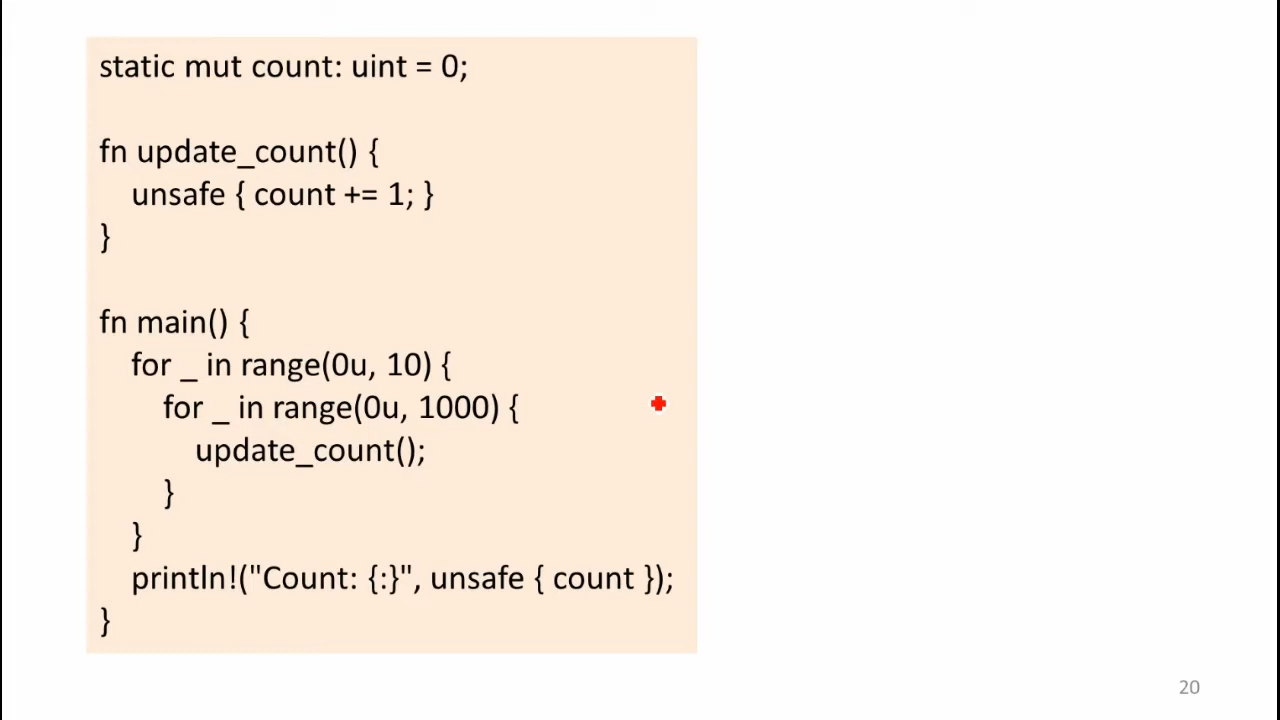 static mut count: uint = 0;
fn update_count() {
unsafe { count += 1; }
}
fn main() {
for _ in range(0u, 10) {
for _ in range(0u, 1000) {
update_count();
}
}
println!("Count: {:}", unsafe { count });
}
20